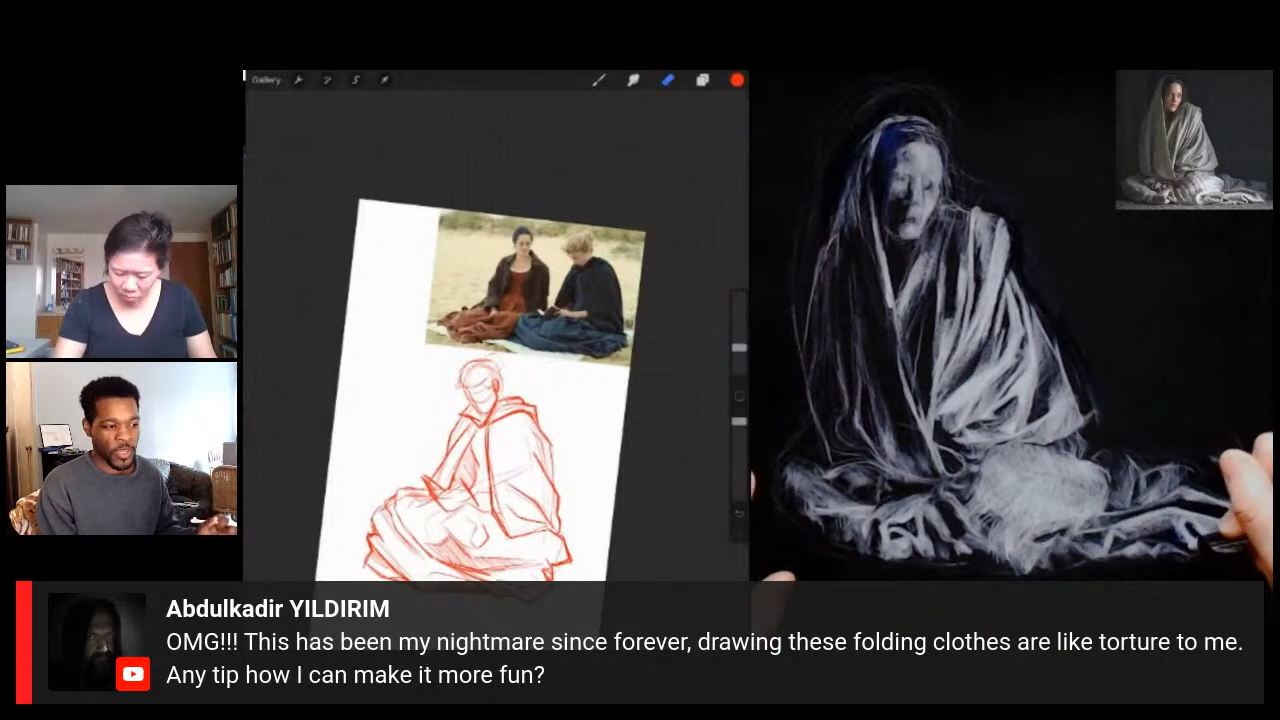 Gallery
Abdulkadir YILDIRIM
OMG!!! This has been my nightmare since forever, drawing these folding clothes are like torture to me.
Any tip how I can make it more fun?